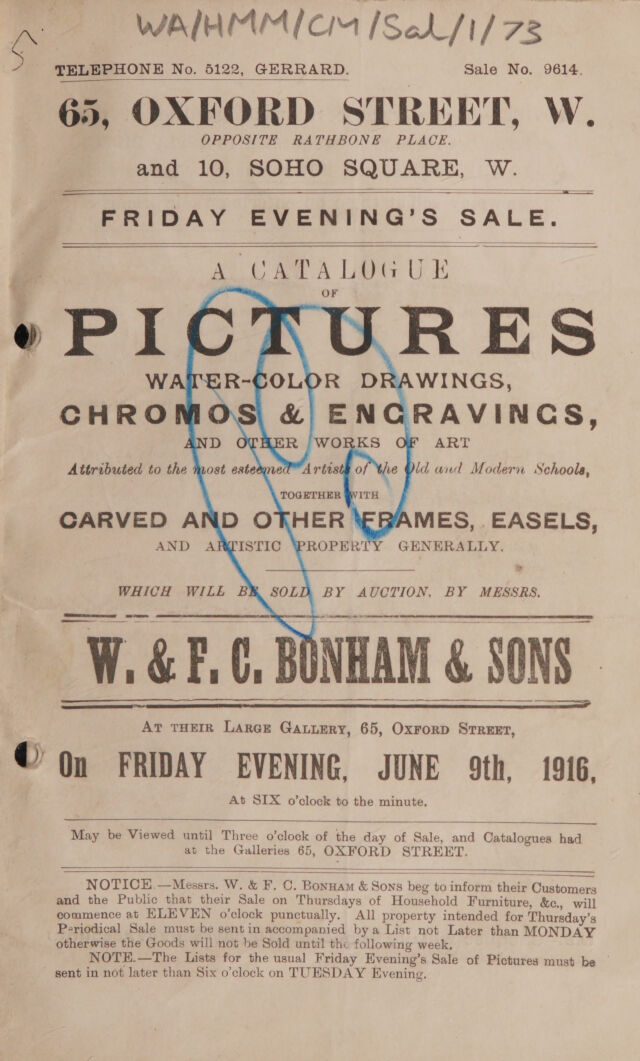 WA/HMM/CM/Sal/1/73
5
TELEPHONE No. 5122, GERRARD. Sale No. 9614.
65, OXFORD STREET, W.
OPPOSITE RATHBONE PLACE.
and 10, SOHO SQUARE, W.
FRIDAY EVENING'S SALE.
A CATALOGUE
OF
PICTURES
WATER-COLOR DRAWINGS,
CHROMOS & ENGRAVINGS,
AND OTHER WORKS OF ART
Attributed to the most esteemed Artists of the Old and Modern Schools,
TOGETHER WITH
CARVED AND OTHER FRAMES, EASELS,
AND ARTISTIC PROPERTY GENERALLY.
WHICH WILL BE SOLD BY AUCTION, BY MESSRS.
W. & F. C. BONHAM & SONS
AT THEIR LARGE GALLERY, 65, OXFORD STREET,
On FRIDAY EVENING, JUNE 9th, 1916,
At SIX o'clock to the minute.
May be Viewed until Three o'clock of the day of Sale, and Catalogues had
at the Galleries 65, OXFORD STREET.
NOTICE.—Messrs. W. & F. C. BONHAM & SONS beg to inform their Customers
and the Public that their Sale on Thursdays of Household Furniture, &c., will
commence at ELEVEN o'clock punctually. All property intended for Thursday's
Periodical Sale must be sent in accompanied by a List not Later than MONDAY
otherwise the Goods will not be Sold until the following week.
NOTE.—The Lists for the usual Friday Evening's Sale of Pictures must be
sent in not later than Six o'clock on TUESDAY Evening.